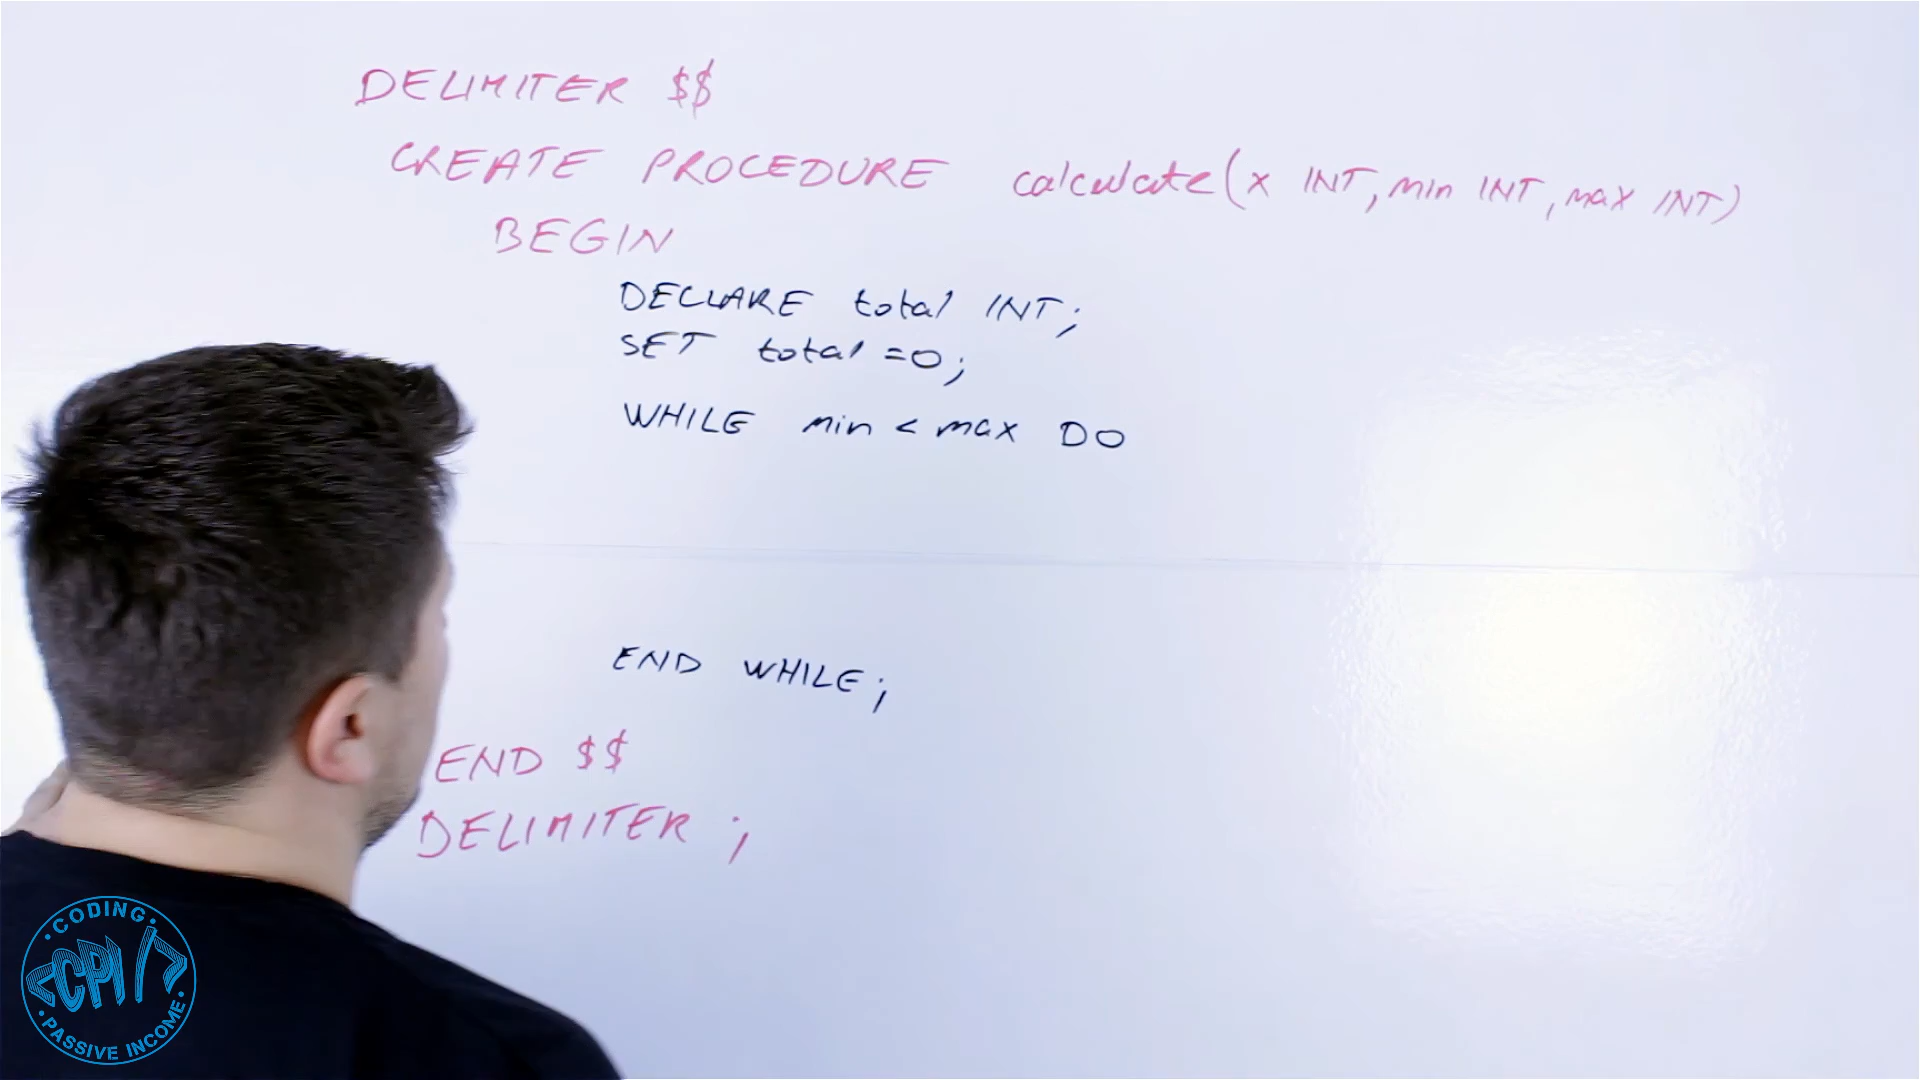 DELIMITER $$
CREATE PROCEDURE calculate(x INT, min INT, max INT)
BEGIN
DECLARE total INT;
SET total =0;
WHILE min < max DO
END WHILE;
END $$
DELIMITER ;
CODING
<CPI/>
PASSIVE INCOME